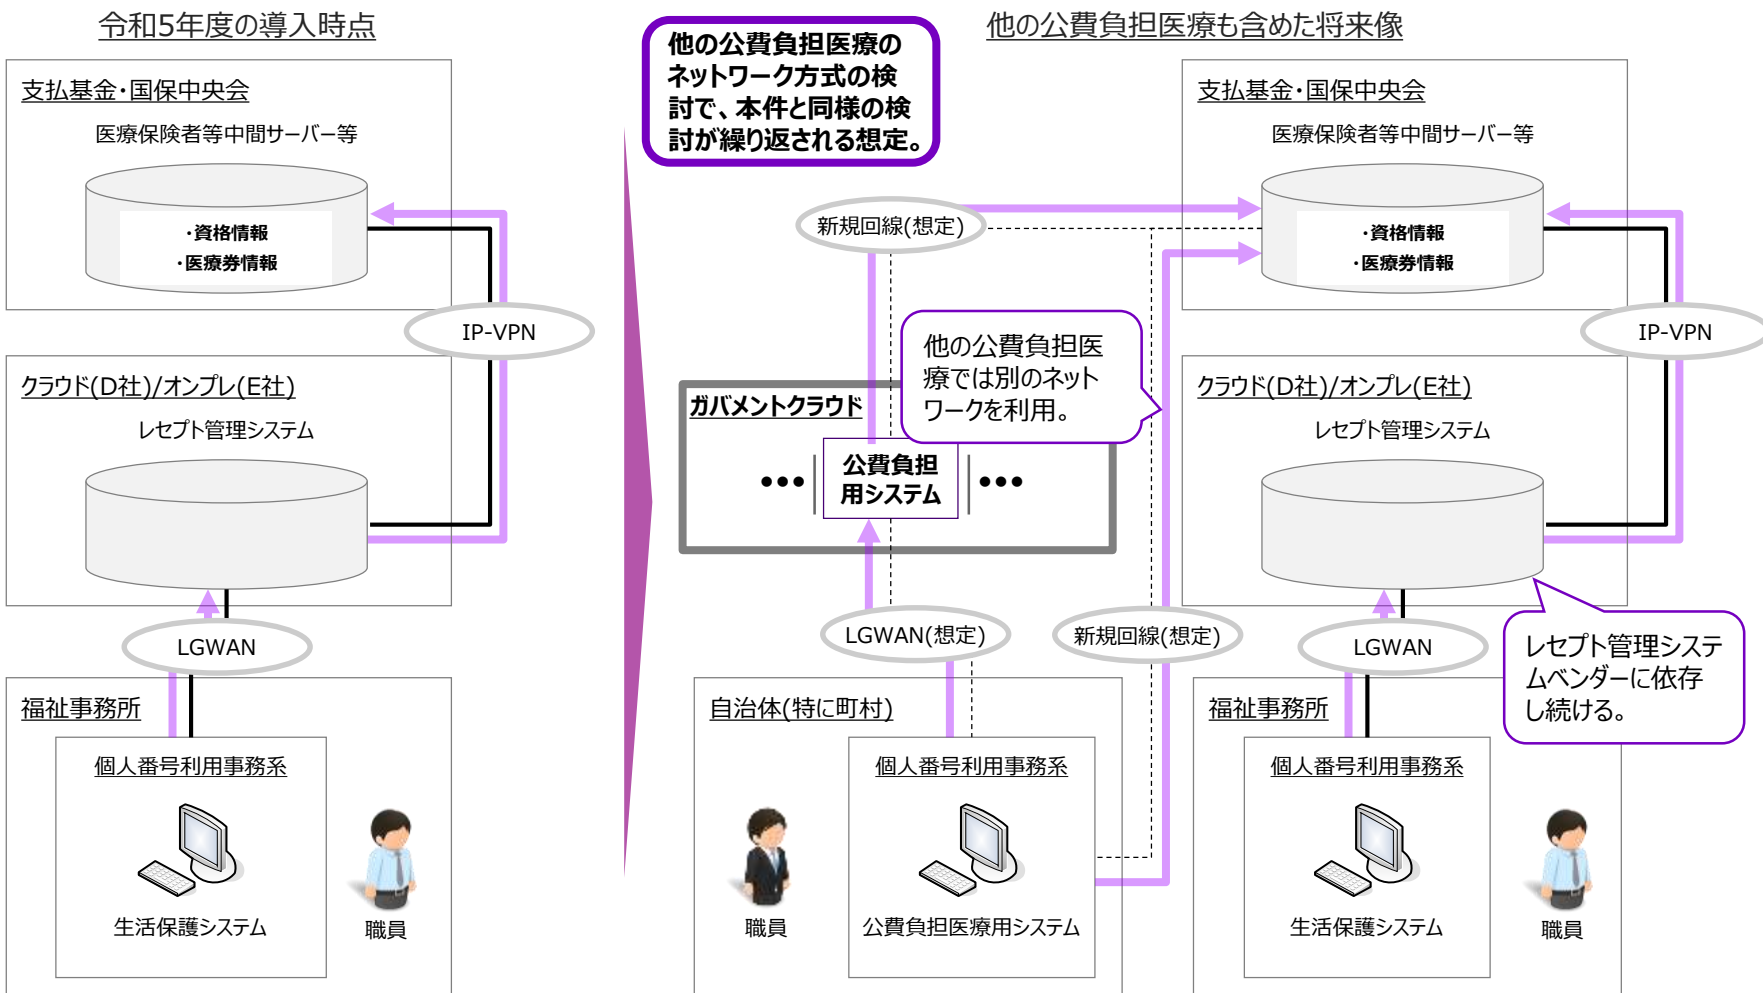 令和5年度の導入時点
支払基金・国保中央会
医療保険者等中間サーバー等
・資格情報
・医療券情報
IP-VPN
クラウド(D社)/オンプレ(E社)
レセプト管理システム
LGWAN
福祉事務所
個人番号利用事務系
生活保護システム
職員
他の公費負担医療の
ネットワーク方式の検
討で、本件と同様の検
討が繰り返される想定。
他の公費負担医療も含めた将来像
支払基金・国保中央会
医療保険者等中間サーバー等
・資格情報
・医療券情報
新規回線(想定)
IP-VPN
他の公費負担医
療では別のネット
ワークを利用。
ガバメントクラウド
•••
公費負担
用システム
•••
クラウド(D社)/オンプレ(E社)
レセプト管理システム
LGWAN(想定)
新規回線(想定)
LGWAN
レセプト管理システ
ムベンダーに依存
し続ける。
自治体(特に町村)
個人番号利用事務系
職員
公費負担医療用システム
福祉事務所
個人番号利用事務系
生活保護システム
職員